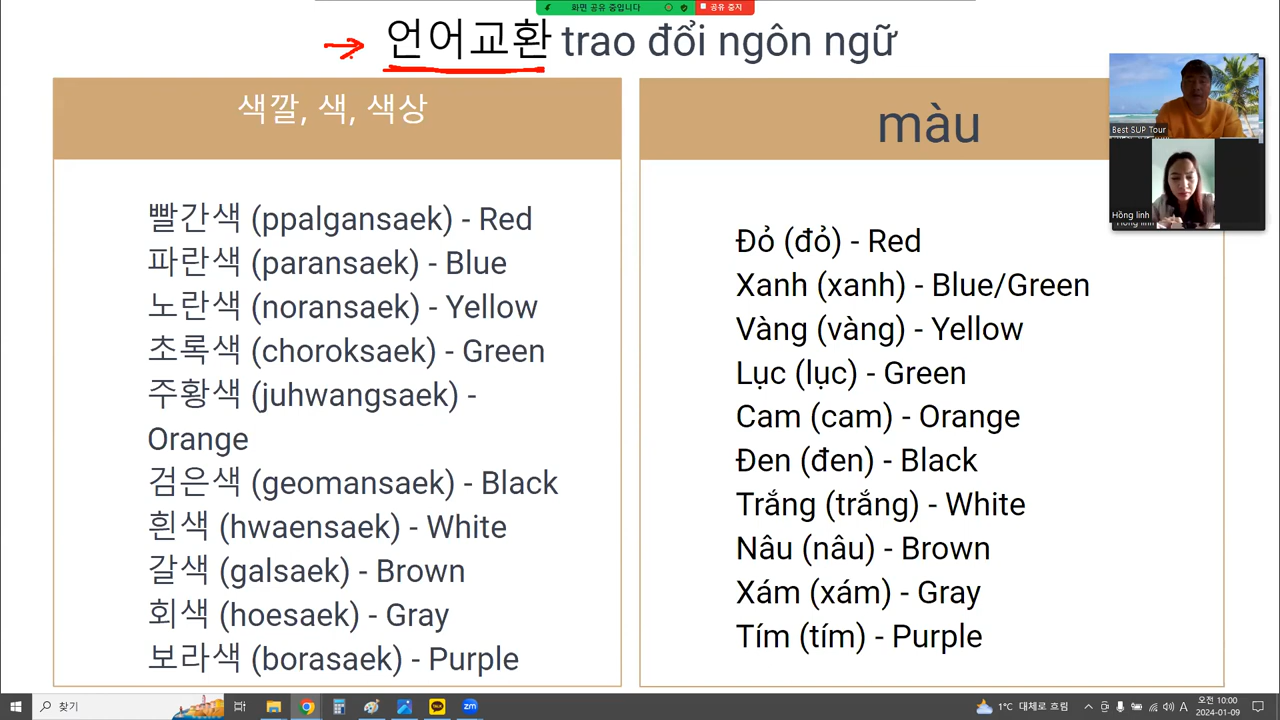 화면 공유 중입니다
공유 중지
언어교환 trao đổi ngôn ngữ
색깔, 색, 색상
빨간색 (ppalgansaek) - Red
파란색 (paransaek) - Blue
노란색 (noransaek) - Yellow
초록색 (choroksaek) - Green
주황색 (juhwangsaek) -
Orange
검은색 (geomansaek) - Black
흰색 (hwaensaek) - White
갈색 (galsaek) - Brown
회색 (hoesaek) - Gray
보라색 (borasaek) - Purple
màu
Đỏ (đỏ) - Red
Xanh (xanh) - Blue/Green
Vàng (vàng) - Yellow
Lục (lục) - Green
Cam (cam) - Orange
Đen (đen) - Black
Trắng (trắng) - White
Nâu (nâu) - Brown
Xám (xám) - Gray
Tím (tím) - Purple
Best SUP Tour
Hồng linh
찾기
TALK
zm
1°C 대체로 흐림
A
오전 10:00
2024-01-09